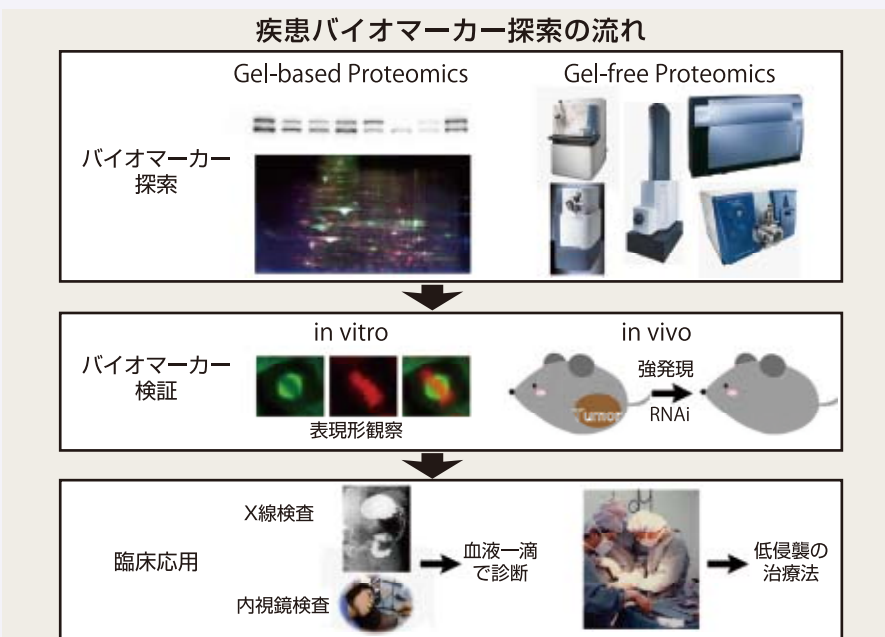 疾患バイオマーカー探索の流れ
Gel-based Proteomics
Gel-free Proteomics
バイオマーカー
探索
in vitro
in vivo
バイオマーカー
検証
表現形観察
Tumor
強発現
RNAi
臨床応用
X線検査
内視鏡検査
血液一滴
で診断
低侵襲の
治療法